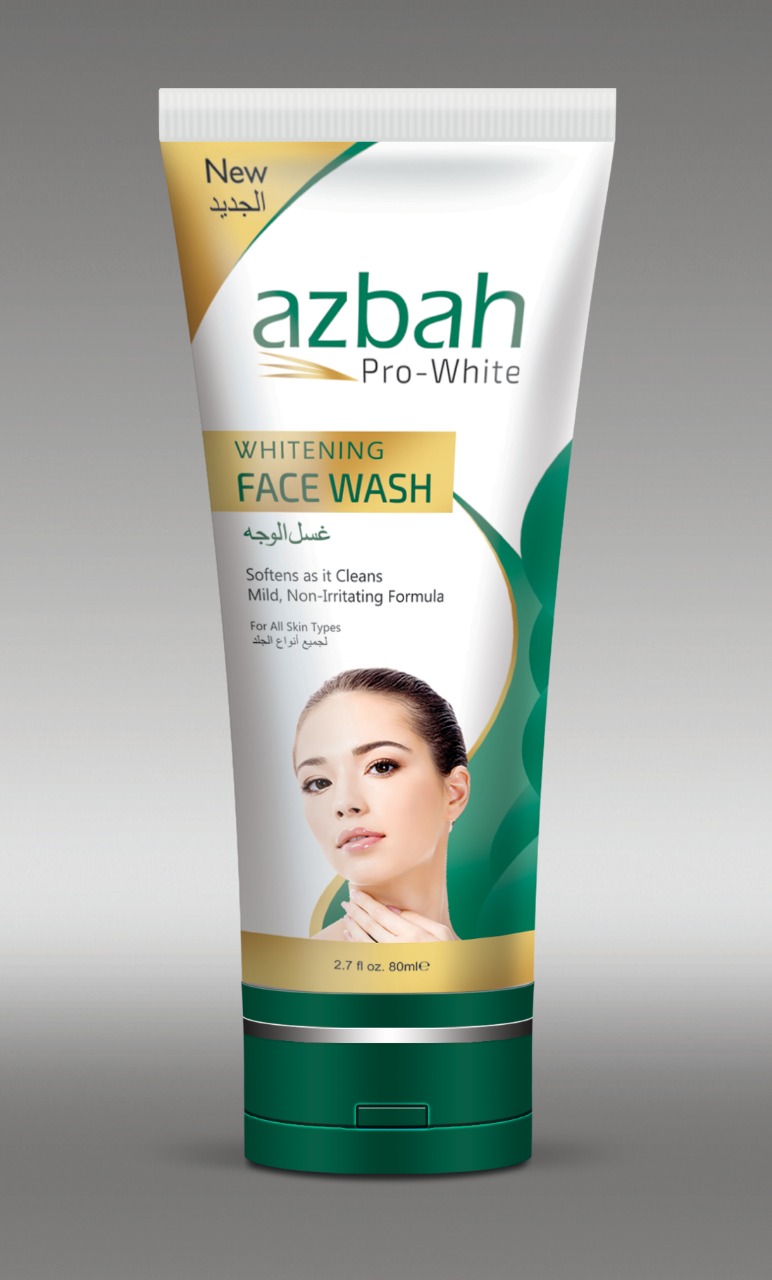 New
الجديد
azbah
Pro-White
WHITENING
FACE WASH
غسل الوجه
Softens as it Cleans
Mild, Non-Irritating Formula
For All Skin Types
لجميع أنواع الجلد
2.7 fl oz. 80ml℮